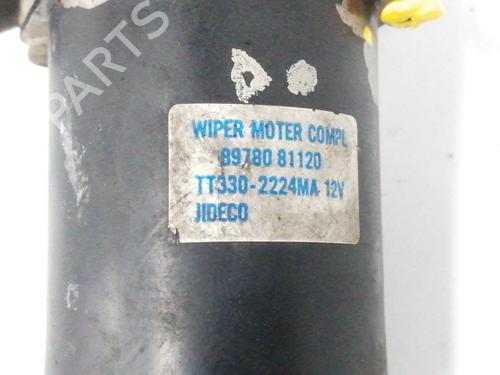 PARTS
WIPER MOTER COMPL
89780 81120
TT330-2224MA 12V
JIDECO